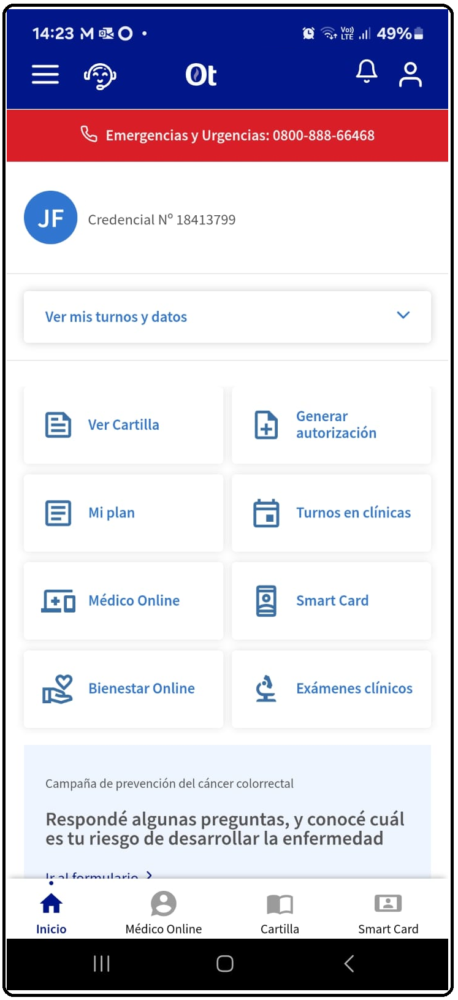 14:23
Vo))
LTE
49%
Ot
Emergencias y Urgencias: 0800-888-66468
JF
Credencial Nº 18413799
Ver mis turnos y datos
Ver Cartilla
Generar
autorización
Mi plan
Turnos en clínicas
Médico Online
Smart Card
Bienestar Online
Exámenes clínicos
Campaña de prevención del cáncer colorrectal
Respondé algunas preguntas, y conocé cuál
es tu riesgo de desarrollar la enfermedad
Ir al formulario
Inicio
Médico Online
Cartilla
Smart Card